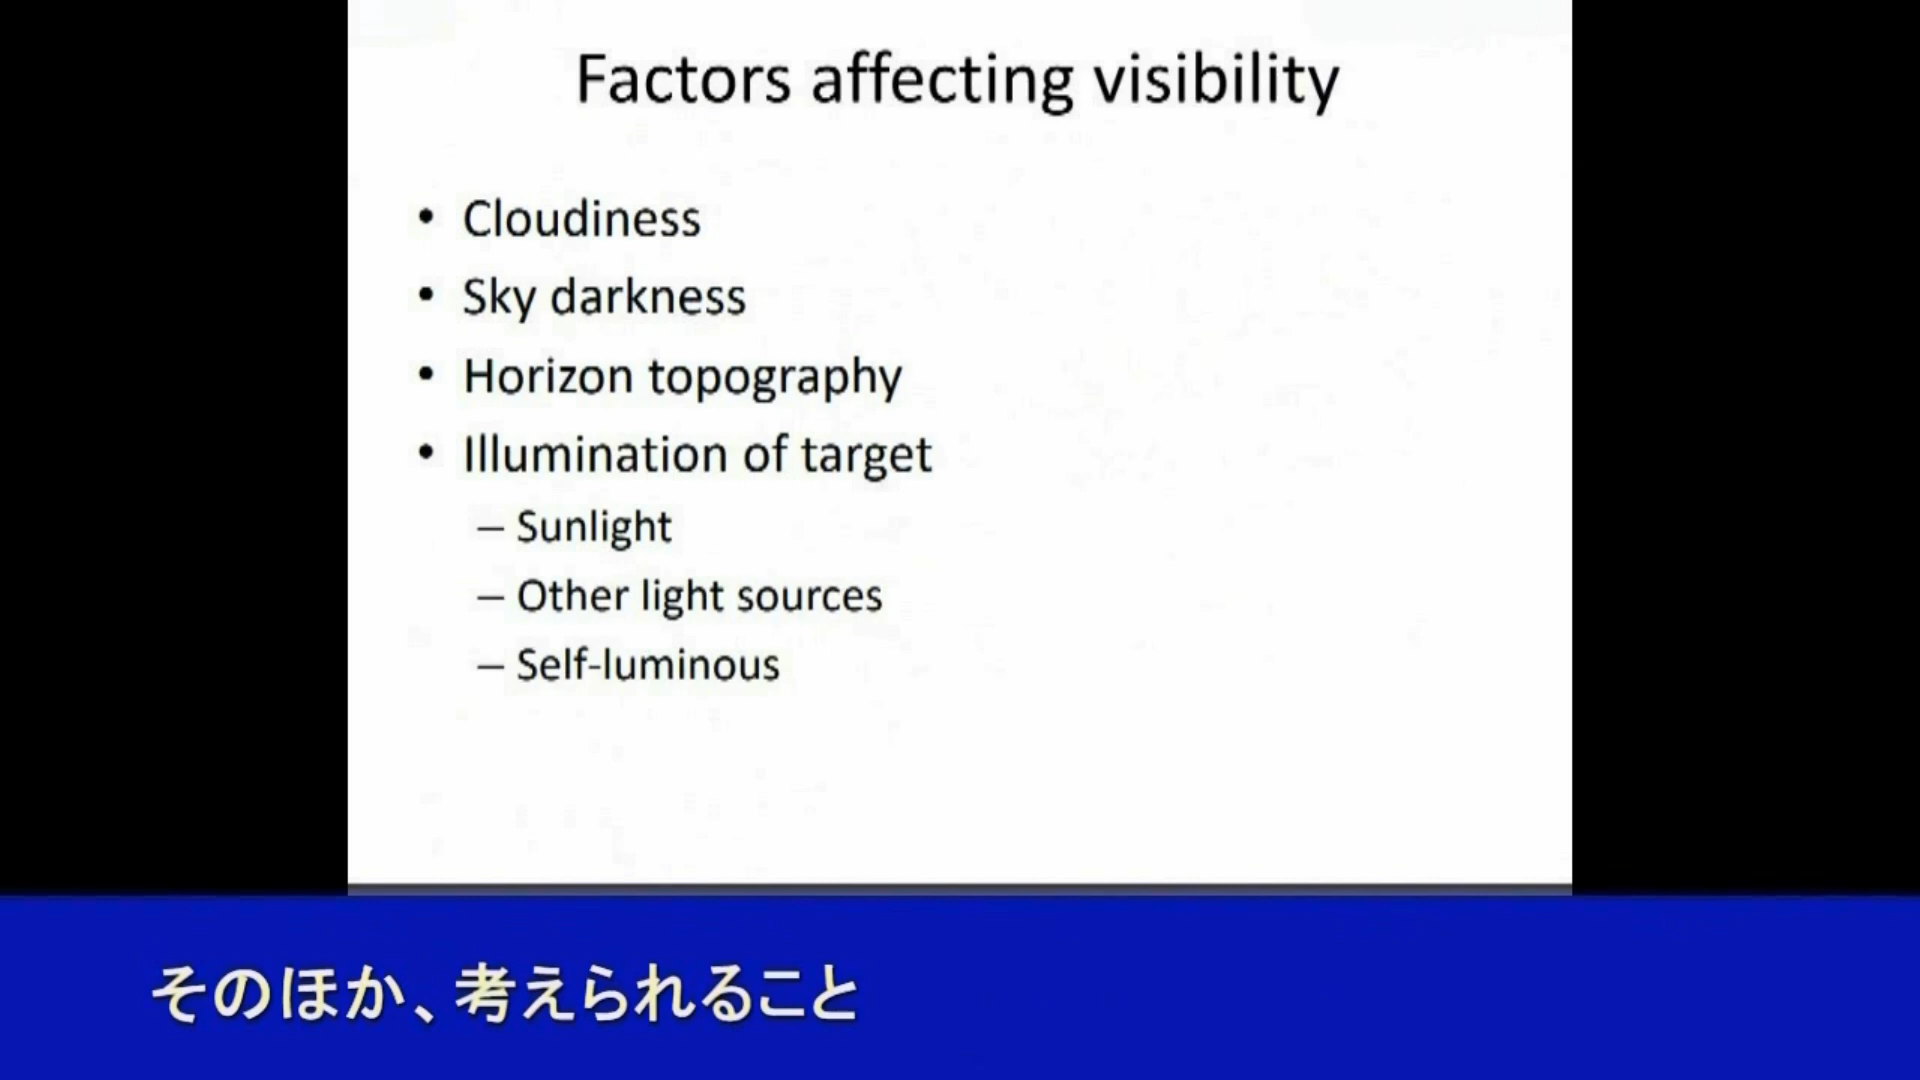 Factors affecting visibility
• Cloudiness
• Sky darkness
• Horizon topography
• Illumination of target
– Sunlight
– Other light sources
– Self-luminous
そのほか、考えられること